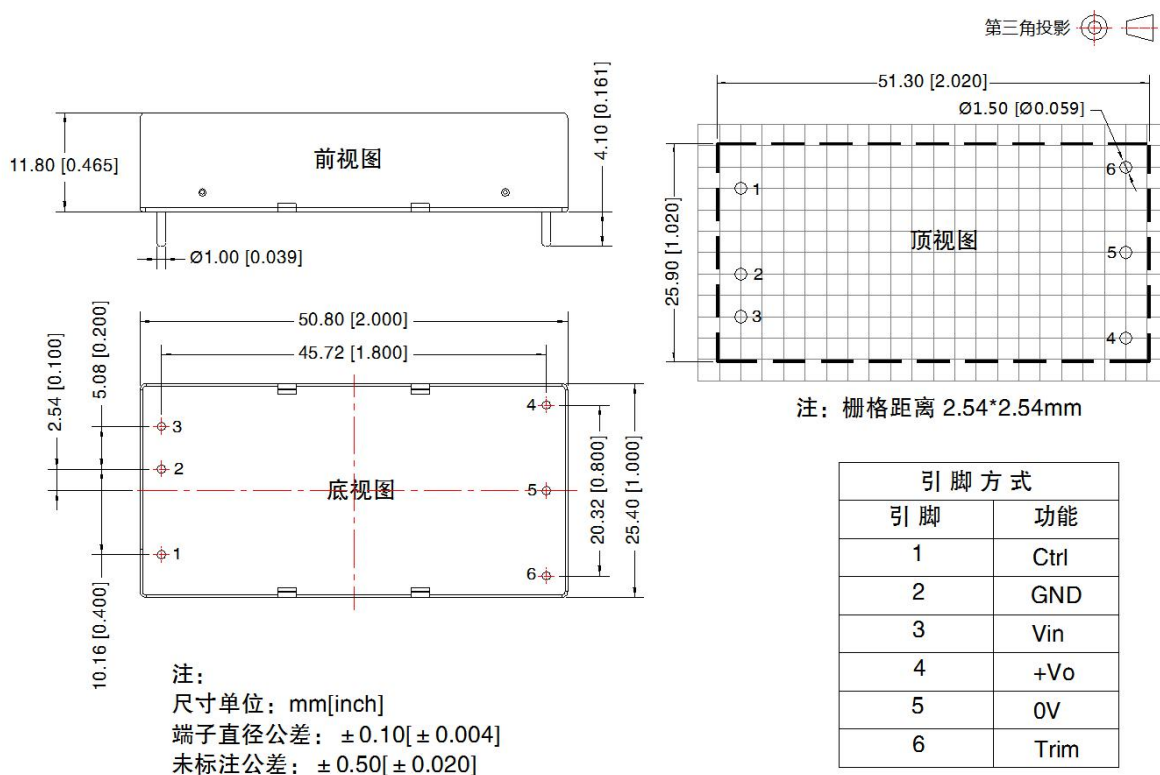 第三角投影
51.30 [2.020]
Ø1.50 [Ø0.059]
4.10 [0.161]
11.80 [0.465]
前视图
Ø1.00 [0.039]
6
1
顶视图
5
2
3
4
25.90 [1.020]
注：栅格距离 2.54*2.54mm
50.80 [2.000]
45.72 [1.800]
2.54 [0.100]
5.08 [0.200]
10.16 [0.400]
4
3
2
底视图
5
1
6
20.32 [0.800]
25.40 [1.000]
注：
尺寸单位：mm[inch]
端子直径公差：±0.10[±0.004]
未标注公差：±0.50[±0.020]
引脚方式
引脚 功能
1 Ctrl
2 GND
3 Vin
4 +Vo
5 0V
6 Trim